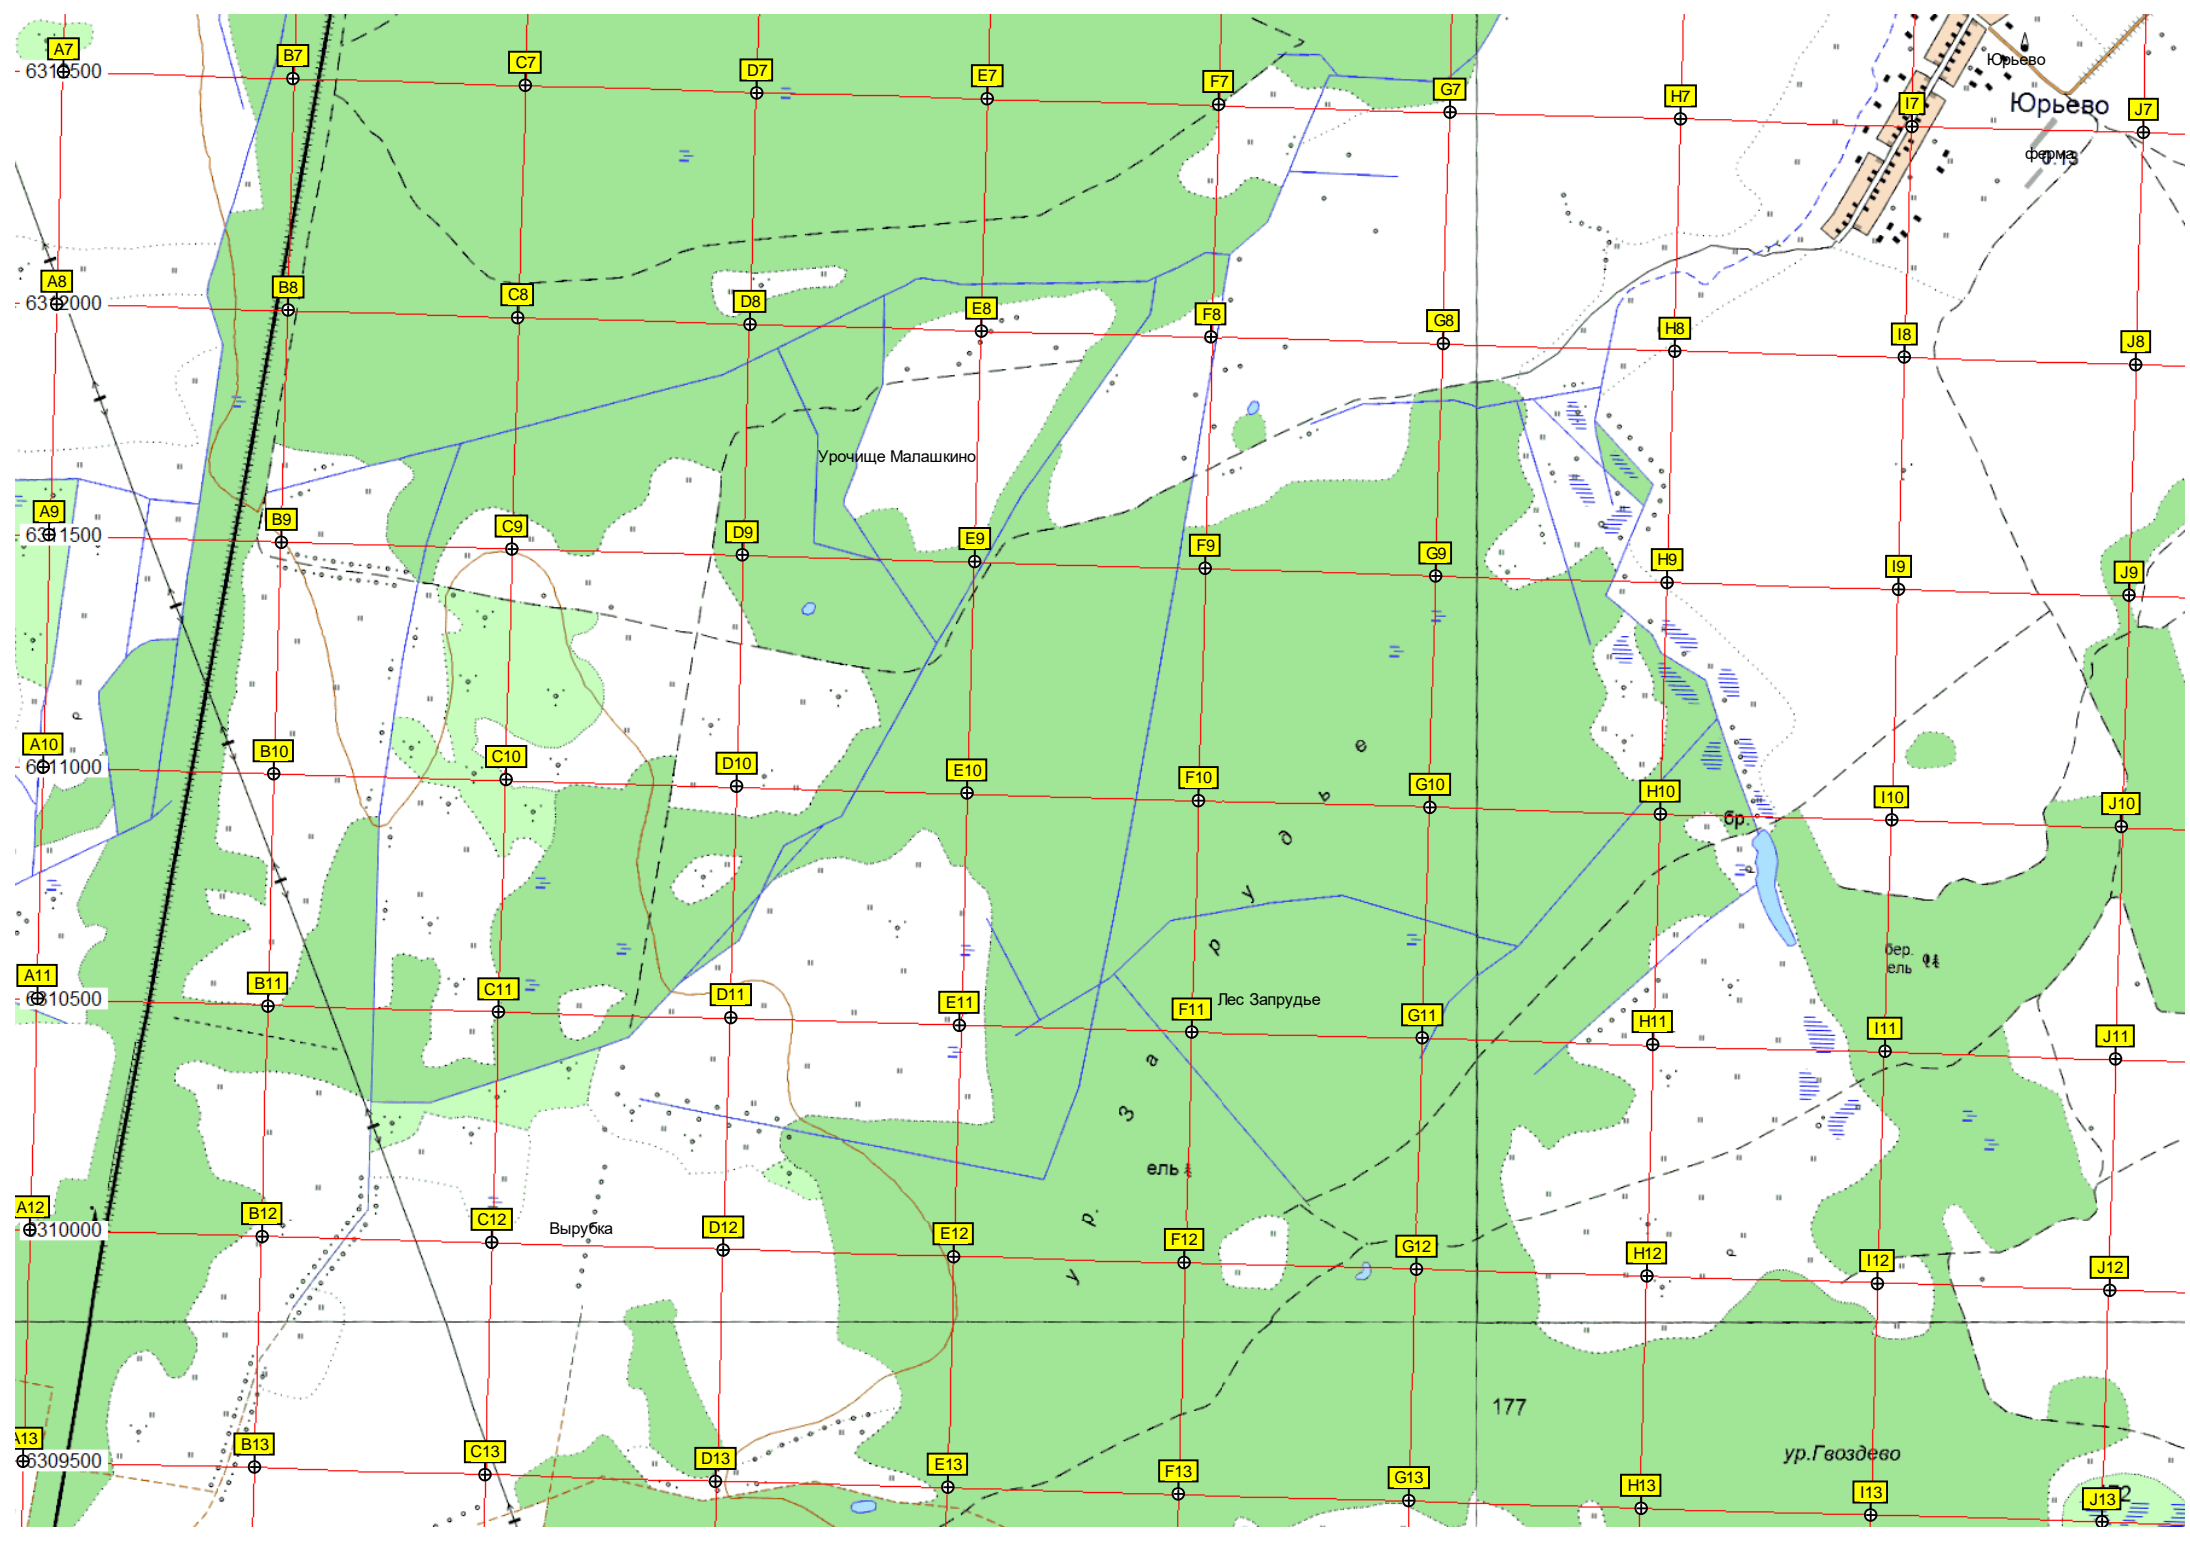 A7 B7 C7 D7 E7 F7 G7 H7 I7 J7
Юрьево
Юрьево
ферма
6312000
A8 B8 C8 D8 E8 F8 G8 H8 I8 J8
Урочище Малашкино
6311500
A9 B9 C9 D9 E9 F9 G9 H9 I9 J9
р
6311000
A10 B10 C10 D10 E10 F10 G10 H10 I10 J10
бр.
р
бер.
ель
6310500
A11 B11 C11 D11 E11 F11 G11 H11 I11 J11
Лес Запрудье
ур. Запрудье
ель
6310000
A12 B12 C12 D12 E12 F12 G12 H12 I12 J12
Вырубка
р
177
ур.Гвоздево
6309500
A13 B13 C13 D13 E13 F13 G13 H13 I13 J13